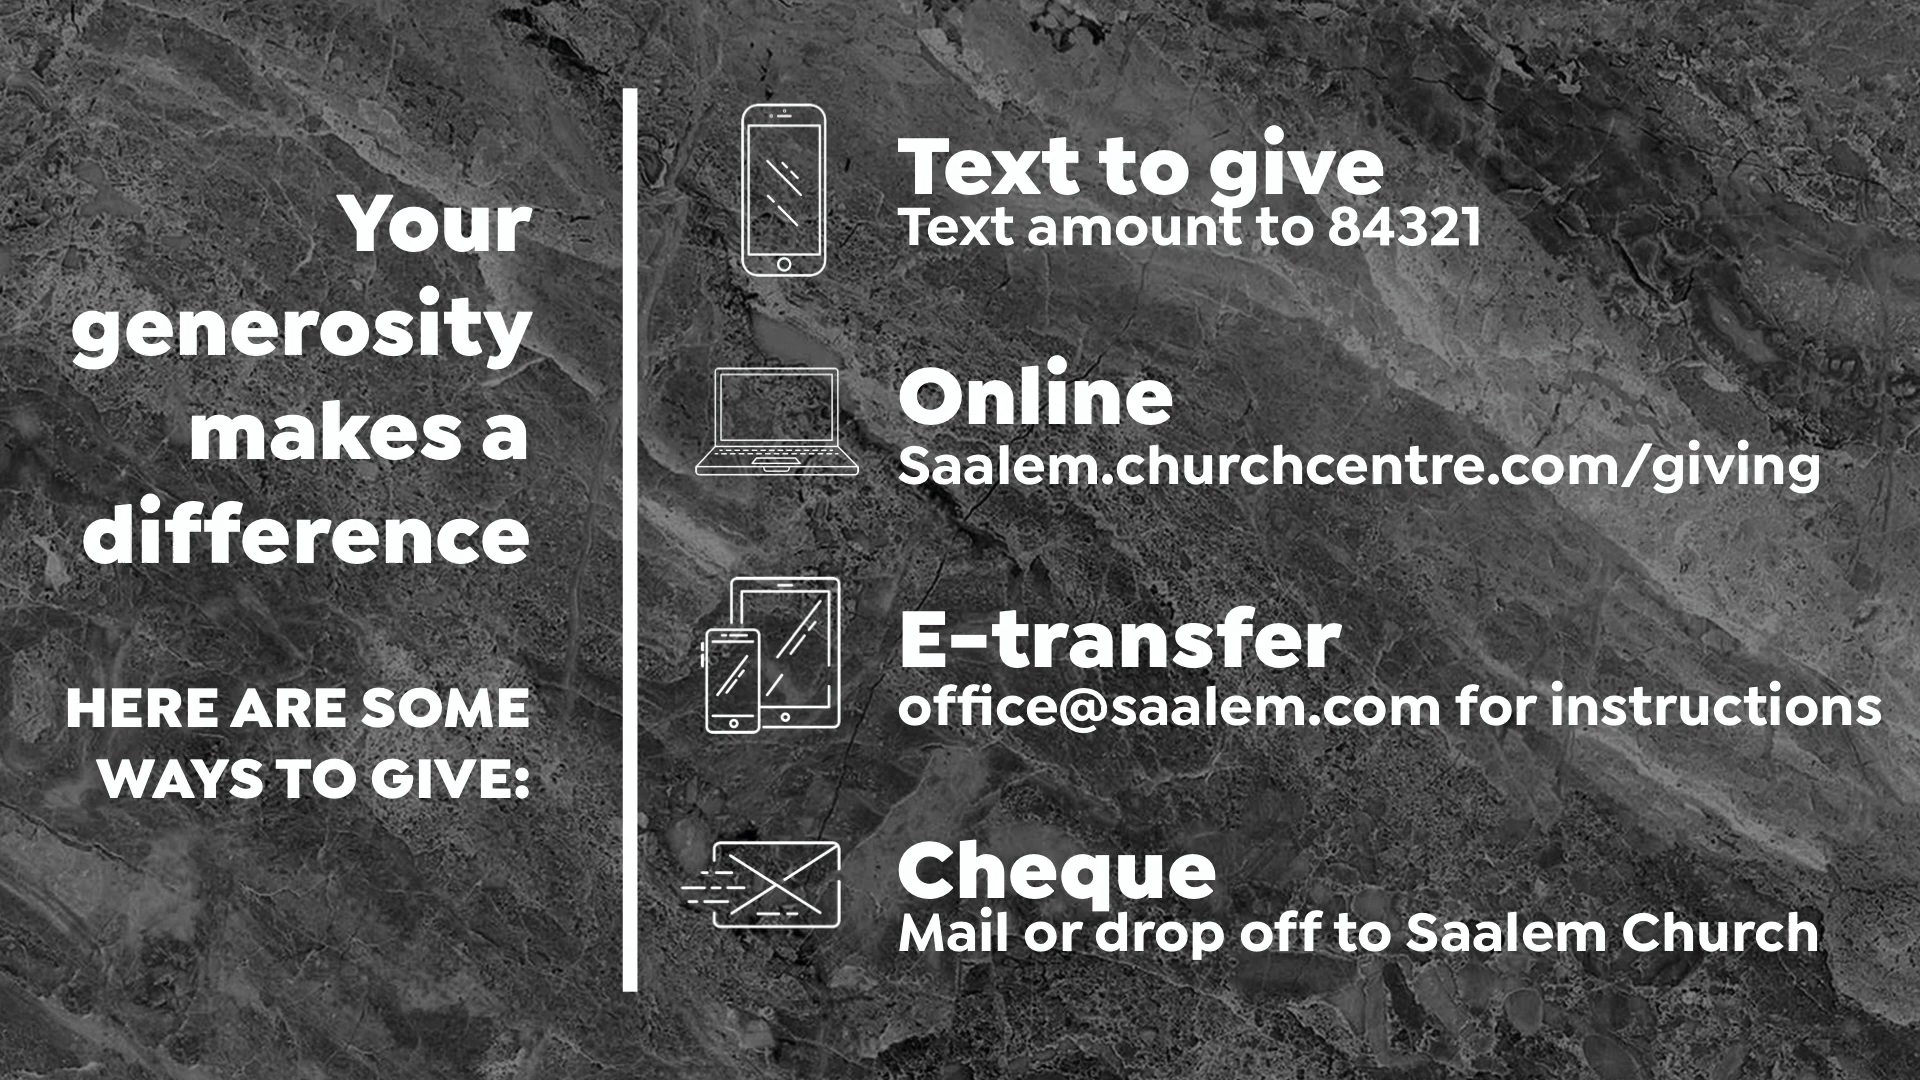 Your
generosity
makes a
difference
HERE ARE SOME
WAYS TO GIVE:
Text to give
Text amount to 84321
Online
Saalem.churchcentre.com/giving
E-transfer
office@saalem.com for instructions
Cheque
Mail or drop off to Saalem Church